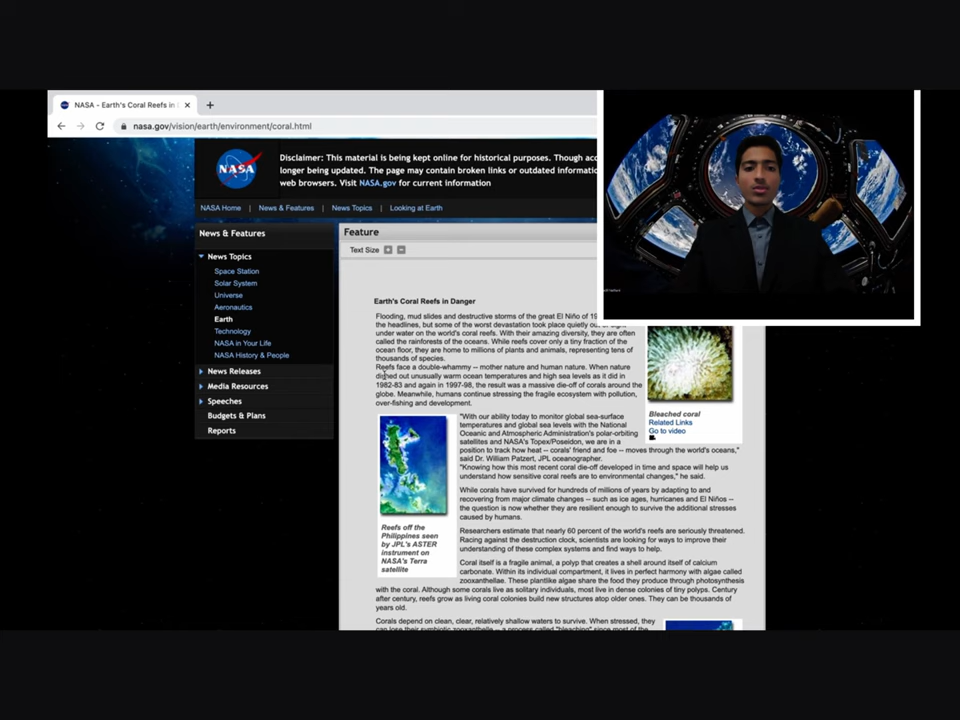 NASA - Earth's Coral Reefs in
nasa.gov/vision/earth/environment/coral.html
NASA
Disclaimer: This material is being kept online for historical purposes. Though acc
longer being updated. The page may contain broken links or outdated informatio
web browsers. Visit NASA.gov for current information
NASA Home | News & Features | News Topics | Looking at Earth
News & Features
News Topics
Space Station
Solar System
Universe
Aeronautics
Earth
Technology
NASA in Your Life
NASA History & People
News Releases
Media Resources
Speeches
Budgets & Plans
Reports
Feature
Text Size
Earth's Coral Reefs in Danger
Flooding, mud slides and destructive storms of the great El Niño of
the headlines, but some of the worst devastation took place quietly
under water on the world's coral reefs. With their amazing diversity, they are often
called the rainforests of the oceans. While reefs cover only a tiny fraction of the
ocean floor, they are home to millions of plants and animals, representing tens of
thousands of species.
Reefs face a double-whammy -- mother nature and human nature. When nature
dished out unusually warm ocean temperatures and high sea levels as it did in
1982-83 and again in 1997-98, the result was a massive die-off of corals around the
globe. Meanwhile, humans continue stressing the fragile ecosystem with pollution,
over-fishing and development.
Bleached coral
Related Links
Go to video
"With our ability today to monitor global sea-surface
temperatures and global sea levels with the National
Oceanic and Atmospheric Administration's polar-orbiting
satellites and NASA's Topex/Poseidon, we are in a
position to track how heat -- corals' friend and foe -- moves through the world's oceans,"
said Dr. William Patzert, JPL oceanographer.
"Knowing how this most recent coral die-off developed in time and space will help us
understand how sensitive coral reefs are to environmental changes," he said.
While corals have survived for hundreds of millions of years by adapting to and
recovering from major climate changes -- such as ice ages, hurricanes and El Niños --
the question is now whether they are resilient enough to survive the additional stresses
caused by humans.
Reefs off the
Philippines seen
by JPL's ASTER
instrument on
NASA's Terra
satellite
Researchers estimate that nearly 60 percent of the world's reefs are seriously threatened.
Racing against the destruction clock, scientists are looking for ways to improve their
understanding of these complex systems and find ways to help.
Coral itself is a fragile animal, a polyp that creates a shell around itself of calcium
carbonate. Within its individual compartment, it lives in perfect harmony with algae called
zooxanthellae. These plantlike algae share the food they produce through photosynthesis
with the coral. Although some corals live as solitary individuals, most live in dense colonies of tiny polyps. Century
after century, reefs grow as living coral colonies build new structures atop older ones. They can be thousands of
years old.
Corals depend on clean, clear, relatively shallow waters to survive. When stressed, they
can lose their symbiotic zooxanthellae -- a process called "bleaching" since most of the